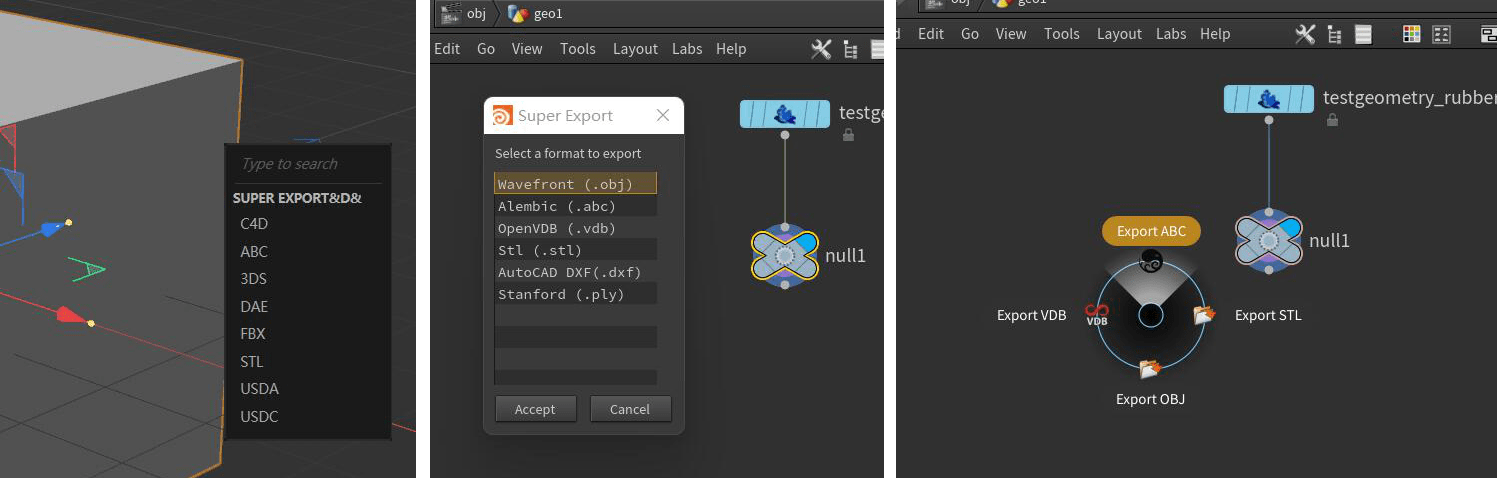 Type to search
SUPER EXPORT&D&
C4D
ABC
3DS
DAE
FBX
STL
USDA
USDC
obj
geo1
Edit Go View Tools Layout Labs Help
Super Export
Select a format to export
Wavefront (.obj)
Alembic (.abc)
OpenVDB (.vdb)
Stl (.stl)
AutoCAD DXF(.dxf)
Stanford (.ply)
Accept
Cancel
testge
null1
obj
geo1
d Edit Go View Tools Layout Labs Help
testgeometry_rubber
null1
Export ABC
Export VDB
VDB
Export STL
Export OBJ